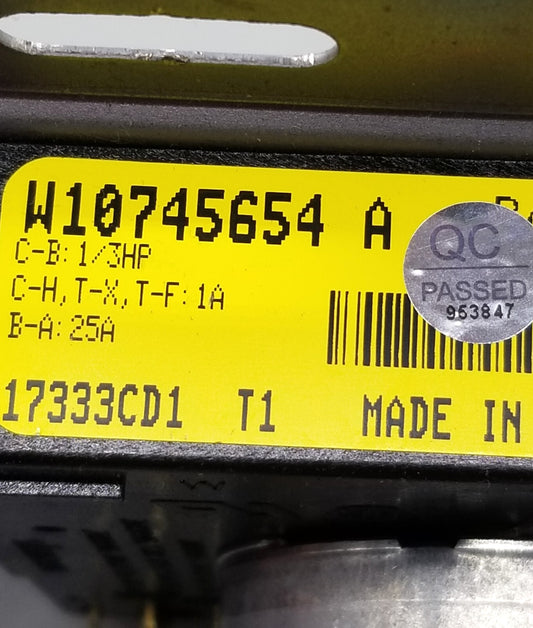 W10745654 A
QC
PASSED
953847
C-B: 1/3HP
C-H, T-X, T-F: 1A
B-A: 25A
17333CD1 T1 MADE IN
W